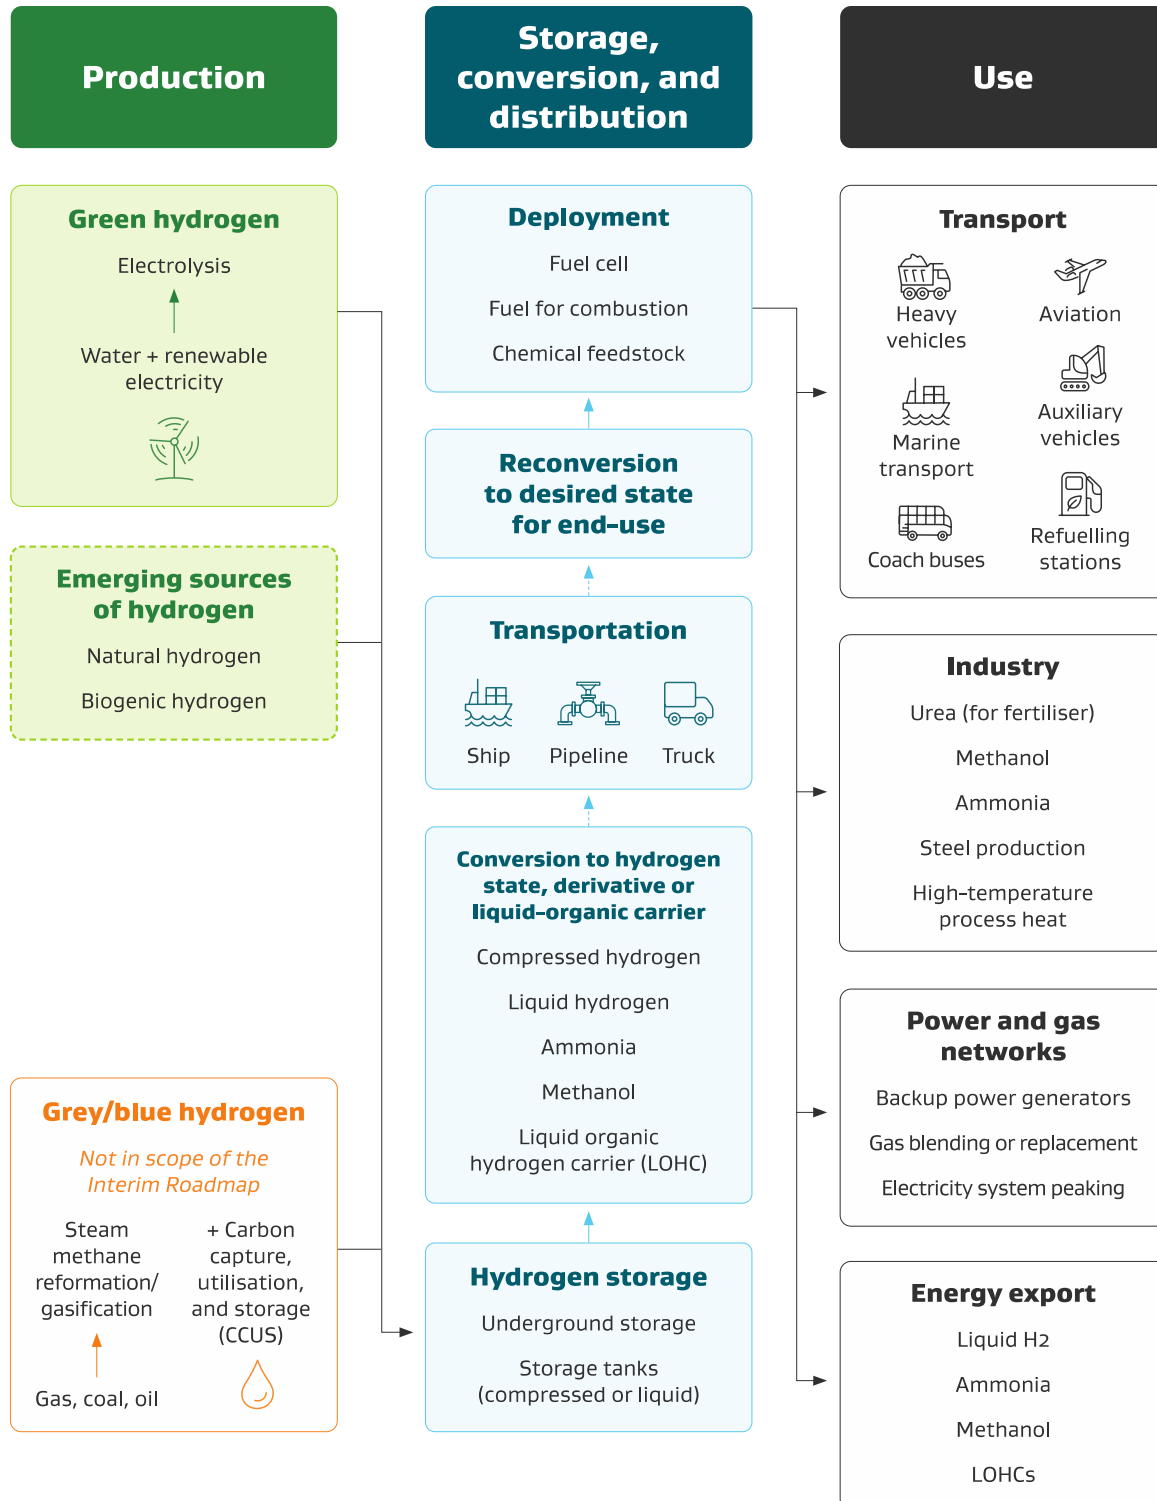 Production
Green hydrogen
Electrolysis
Water + renewable
electricity
Emerging sources
of hydrogen
Natural hydrogen
Biogenic hydrogen
Grey/blue hydrogen
Not in scope of the
Interim Roadmap
Steam
methane
reformation/
gasification
Gas, coal, oil
+ Carbon
capture,
utilisation,
and storage
(CCUS)
Storage,
conversion, and
distribution
Deployment
Fuel cell
Fuel for combustion
Chemical feedstock
Reconversion
to desired state
for end-use
Transportation
Ship
Pipeline
Truck
Conversion to hydrogen
state, derivative or
liquid-organic carrier
Compressed hydrogen
Liquid hydrogen
Ammonia
Methanol
Liquid organic
hydrogen carrier (LOHC)
Hydrogen storage
Underground storage
Storage tanks
(compressed or liquid)
Use
Transport
Heavy
vehicles
Aviation
Marine
transport
Auxiliary
vehicles
Coach buses
Refuelling
stations
Industry
Urea (for fertiliser)
Methanol
Ammonia
Steel production
High-temperature
process heat
Power and gas
networks
Backup power generators
Gas blending or replacement
Electricity system peaking
Energy export
Liquid H2
Ammonia
Methanol
LOHCs